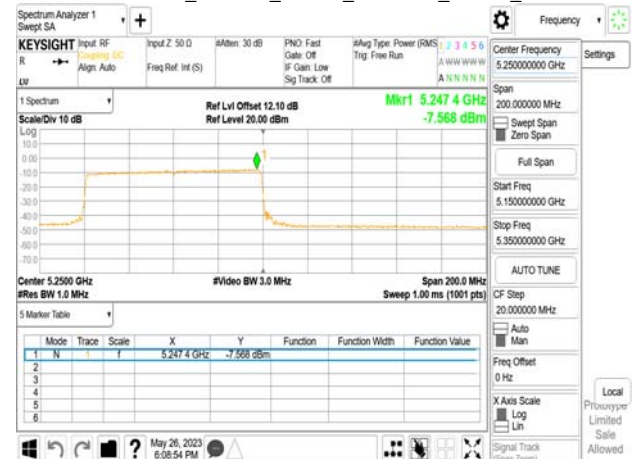 Spectrum Analyzer 1
Swept SA
Frequency
KEYSIGHT Input: RF Input Z: 50 Ω #Atten: 30 dB PNO: Fast #Avg Type: Power (RMS 1 2 3 4 5 6
R Coupling: DC Gate: Off Trig: Free Run A W W W W W
Align: Auto Freq Ref: Int (S) IF Gain: Low
Sig Track: Off A N N N N N
1 Spectrum
Ref Lvl Offset 12.10 dB Mkr1 5.247 4 GHz
Scale/Div 10 dB Ref Level 20.00 dBm -7.568 dBm
Log
10.0
0.00
-10.0
-20.0
-30.0
-40.0
-50.0
-60.0
-70.0
1
Center 5.2500 GHz #Video BW 3.0 MHz Span 200.0 MHz
#Res BW 1.0 MHz Sweep 1.00 ms (1001 pts)
5 Marker Table
Mode Trace Scale X Y Function Function Width Function Value
1 N 1 f 5.247 4 GHz -7.568 dBm
2
3
4
5
6
May 26, 2023
6:08:54 PM
Center Frequency
5.250000000 GHz
Settings
Span
200.000000 MHz
Swept Span
Zero Span
Full Span
Start Freq
5.150000000 GHz
Stop Freq
5.350000000 GHz
AUTO TUNE
CF Step
20.000000 MHz
Auto
Man
Freq Offset
0 Hz
X Axis Scale
Log
Lin
Local
Prototype
Limited
Sale
Allowed
Signal Track